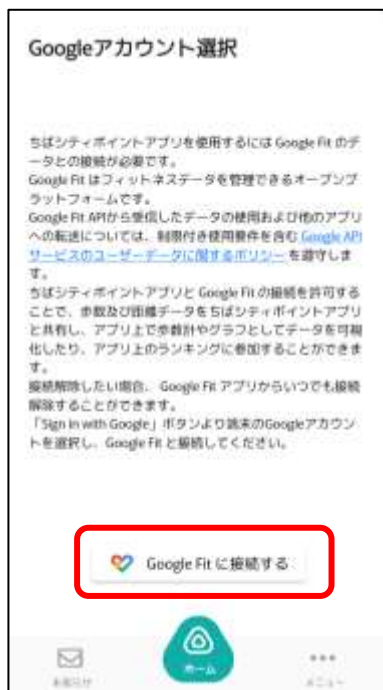 Googleアカウント選択
ちばシティポイントアプリを使用するには Google Fit のデ
ータとの接続が必要です。
Google Fit はフィットネスデータを管理できるオープンプ
ラットフォームです。
Google Fit APIから受信したデータの使用および他のアプリ
への転送については、制限付き使用要件を含む Google API
サービスのユーザーデータに関するポリシー を遵守しま
す。
ちばシティポイントアプリと Google Fit の接続を許可する
ことで、歩数及び距離データをちばシティポイントアプリ
と共有し、アプリ上で歩数計やグラフとしてデータを可視
化したり、アプリ上のランキングに参加することができま
す。
接続解除したい場合、 Google Fit アプリからいつでも接続
解除することができます。
「Sign in with Google」ボタンより端末のGoogleアカウン
トを選択し、Google Fit と接続してください。
Google Fit に接続する
お知らせ
ホーム
メニュー